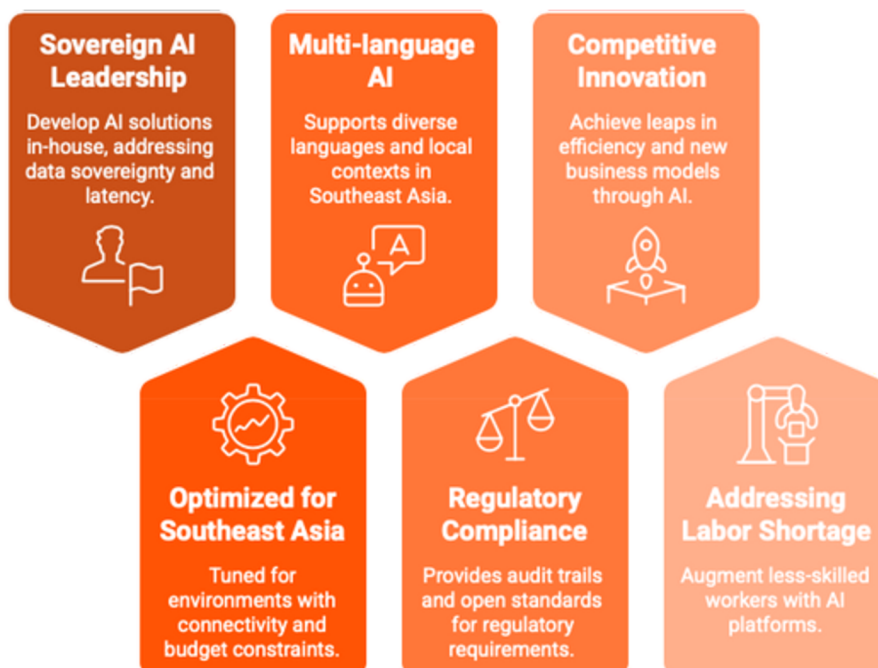 Sovereign AI
Leadership
Develop AI solutions
in-house, addressing
data sovereignty and
latency.
Multi-language
AI
Supports diverse
languages and local
contexts in
Southeast Asia.
A
Competitive
Innovation
Achieve leaps in
efficiency and new
business models
through AI.
Optimized for
Southeast Asia
Tuned for
environments with
connectivity and
budget constraints.
Regulatory
Compliance
Provides audit trails
and open standards
for regulatory
requirements.
Addressing
Labor Shortage
Augment less-skilled
workers with AI
platforms.